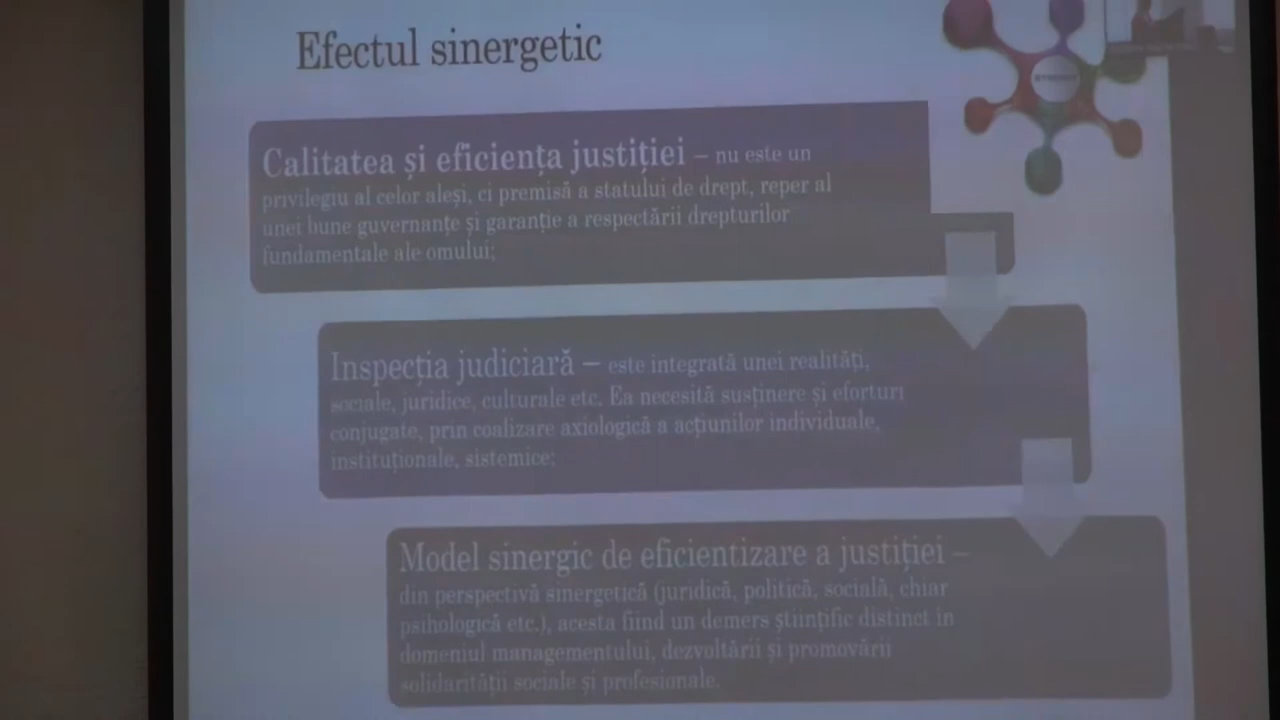 Efectul sinergetic
Calitatea și eficiența justiției – nu este un
privilegiu al celor aleși, ci premisă a statului de drept, reper al
unei bune guvernanțe și garanție a respectării drepturilor
fundamentale ale omului;
Inspecția judiciară – este integrată unei realități,
sociale, juridice, culturale etc. Ea necesită susținere și eforturi
conjugate, prin coalizare axiologică a acțiunilor individuale,
instituționale, sistemice;
Model sinergic de eficientizare a justiției –
din perspectivă sinergetică (juridică, politică, socială, chiar
psihologică etc.), acesta fiind un demers științific distinct în
domeniul managementului, dezvoltării și promovării
solidarității sociale și profesionale.